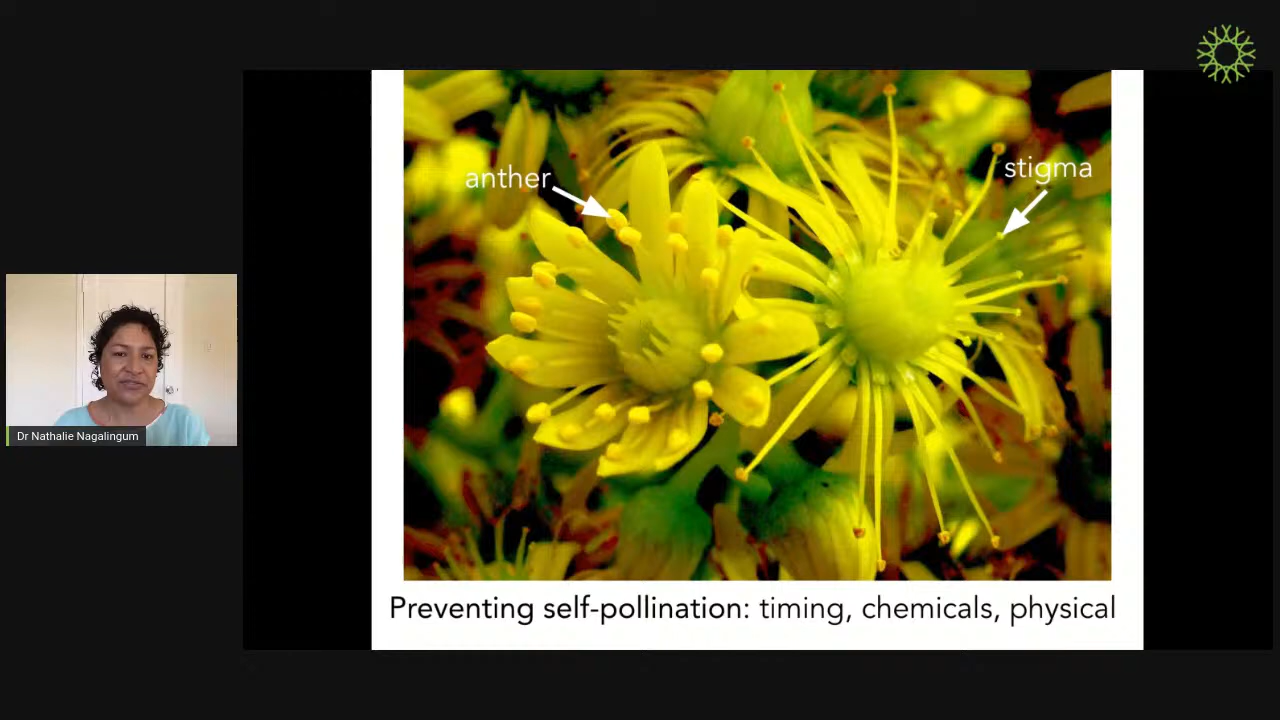 anther
stigma
Dr Nathalie Nagalingum
Preventing self-pollination: timing, chemicals, physical